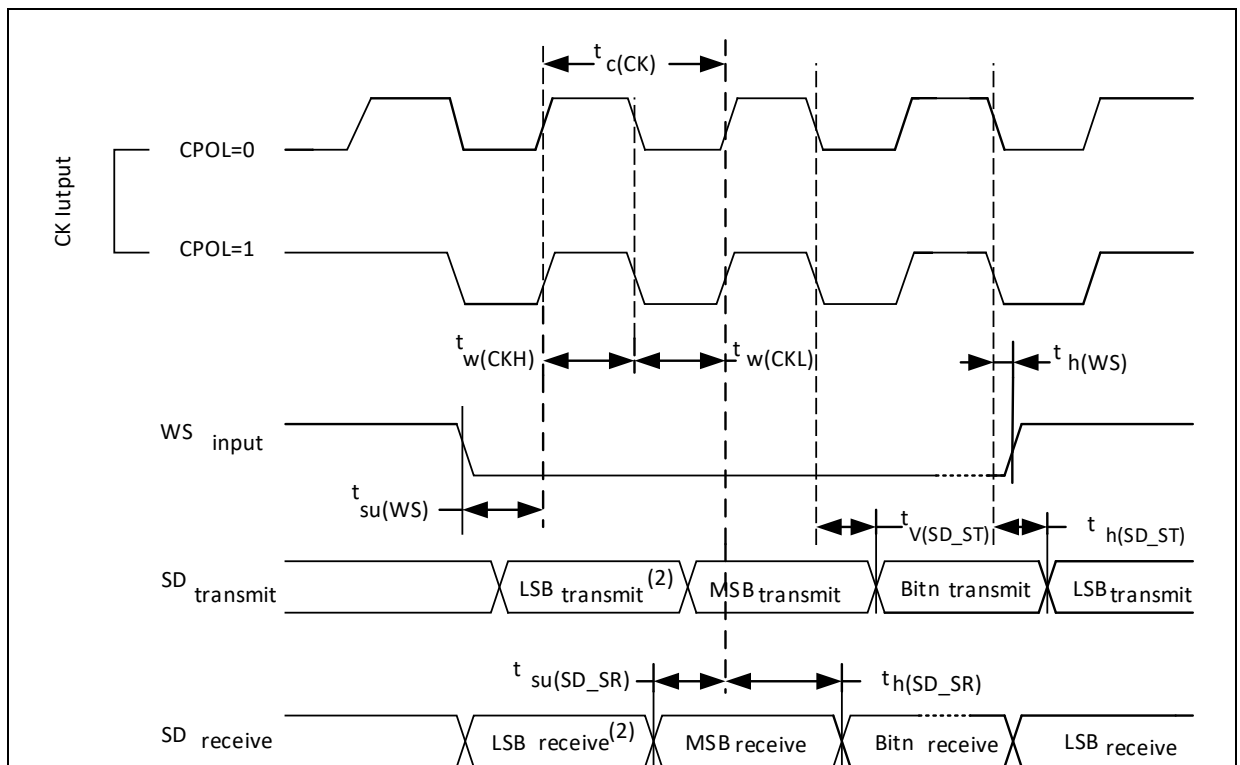 t c(CK)
CK Iutput
CPOL=0
CPOL=1
t w(CKH)
t w(CKL)
t h(WS)
WS input
t su(WS)
t V(SD_ST)
t h(SD_ST)
SD transmit
LSB transmit(2)
MSB transmit
Bitn transmit
LSB transmit
t su(SD_SR)
t h(SD_SR)
SD receive
LSB receive(2)
MSB receive
Bitn receive
LSB receive